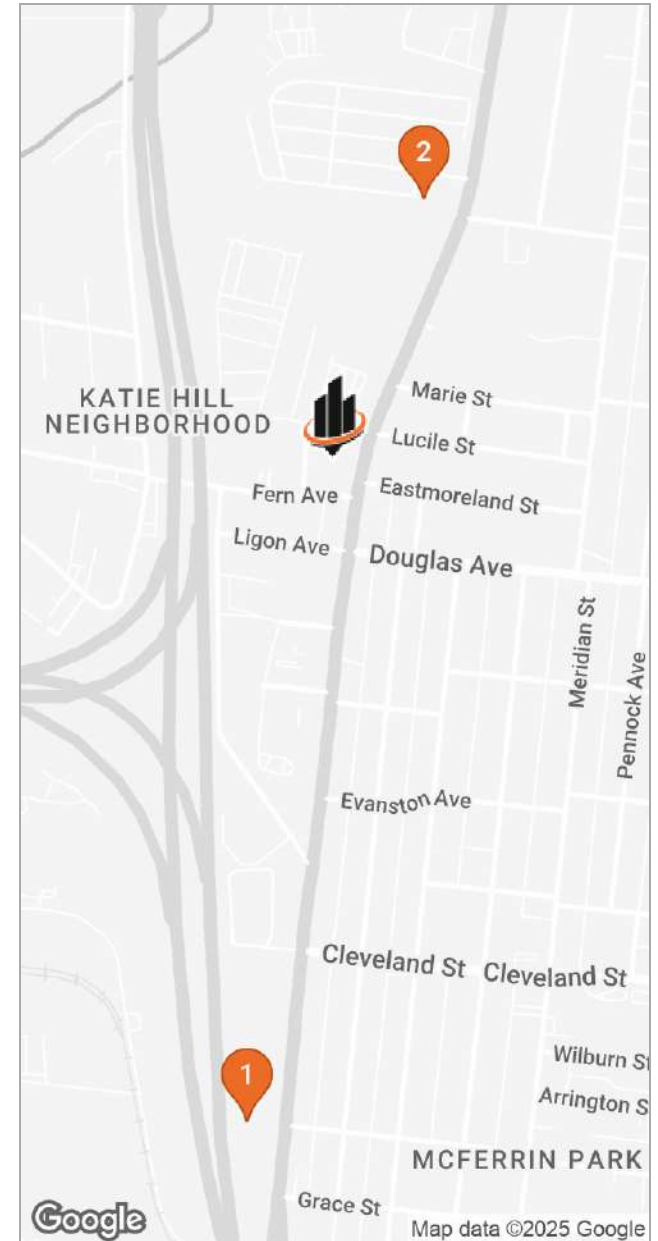 2
Marie St
KATIE HILL
NEIGHBORHOOD
Lucile St
Fern Ave
Eastmoreland St
Ligon Ave
Douglas Ave
Meridian St
Pennock Ave
Evanston Ave
Cleveland St
Cleveland St
Wilburn St
Arrington S
1
MCFERRIN PARK
Grace St
Google
Map data ©2025 Google